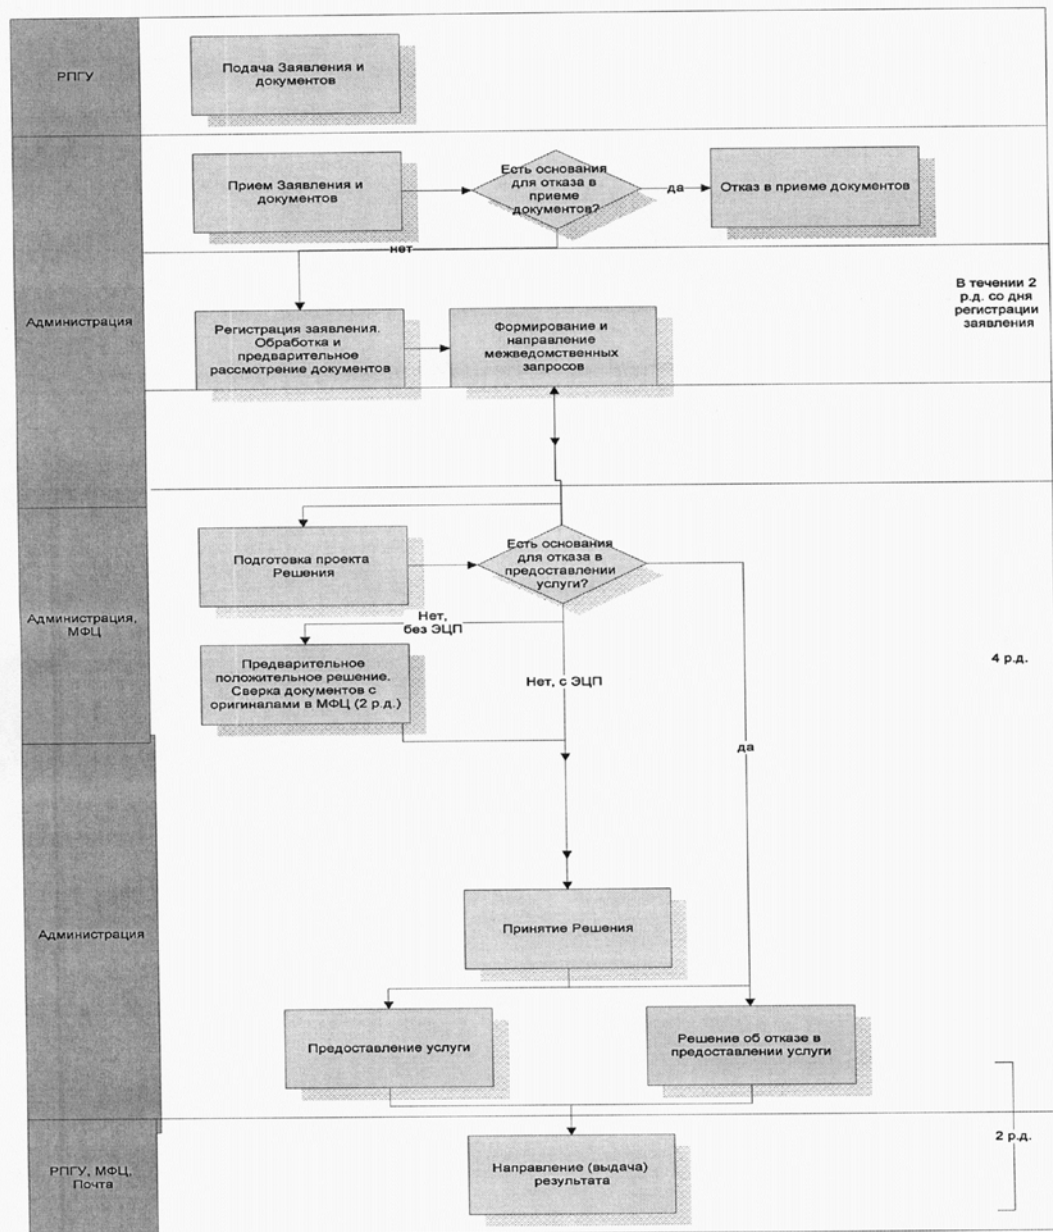 РПГУ
Подача Заявления и
документов
Прием Заявления и
документов
Есть основания
для отказа в
приеме
документов?
да
Отказ в приеме документов
нет
Администрация
Регистрация заявления.
Обработка и
предварительное
рассмотрение документов
Формирование и
направление
межведомственных
запросов
В течении 2
р.д. со дня
регистрации
заявления
Администрация,
МФЦ
Подготовка проекта
Решения
Есть основания
для отказа в
предоставлении
услуги?
Нет,
без ЭЦП
Предварительное
положительное решение.
Сверка документов с
оригиналами в МФЦ (2 р.д.)
Нет, с ЭЦП
4 р.д.
да
Администрация
Принятие Решения
Предоставление услуги
Решение об отказе в
предоставлении услуги
2 р.д.
РПГУ, МФЦ,
Почта
Направление (выдача)
результата